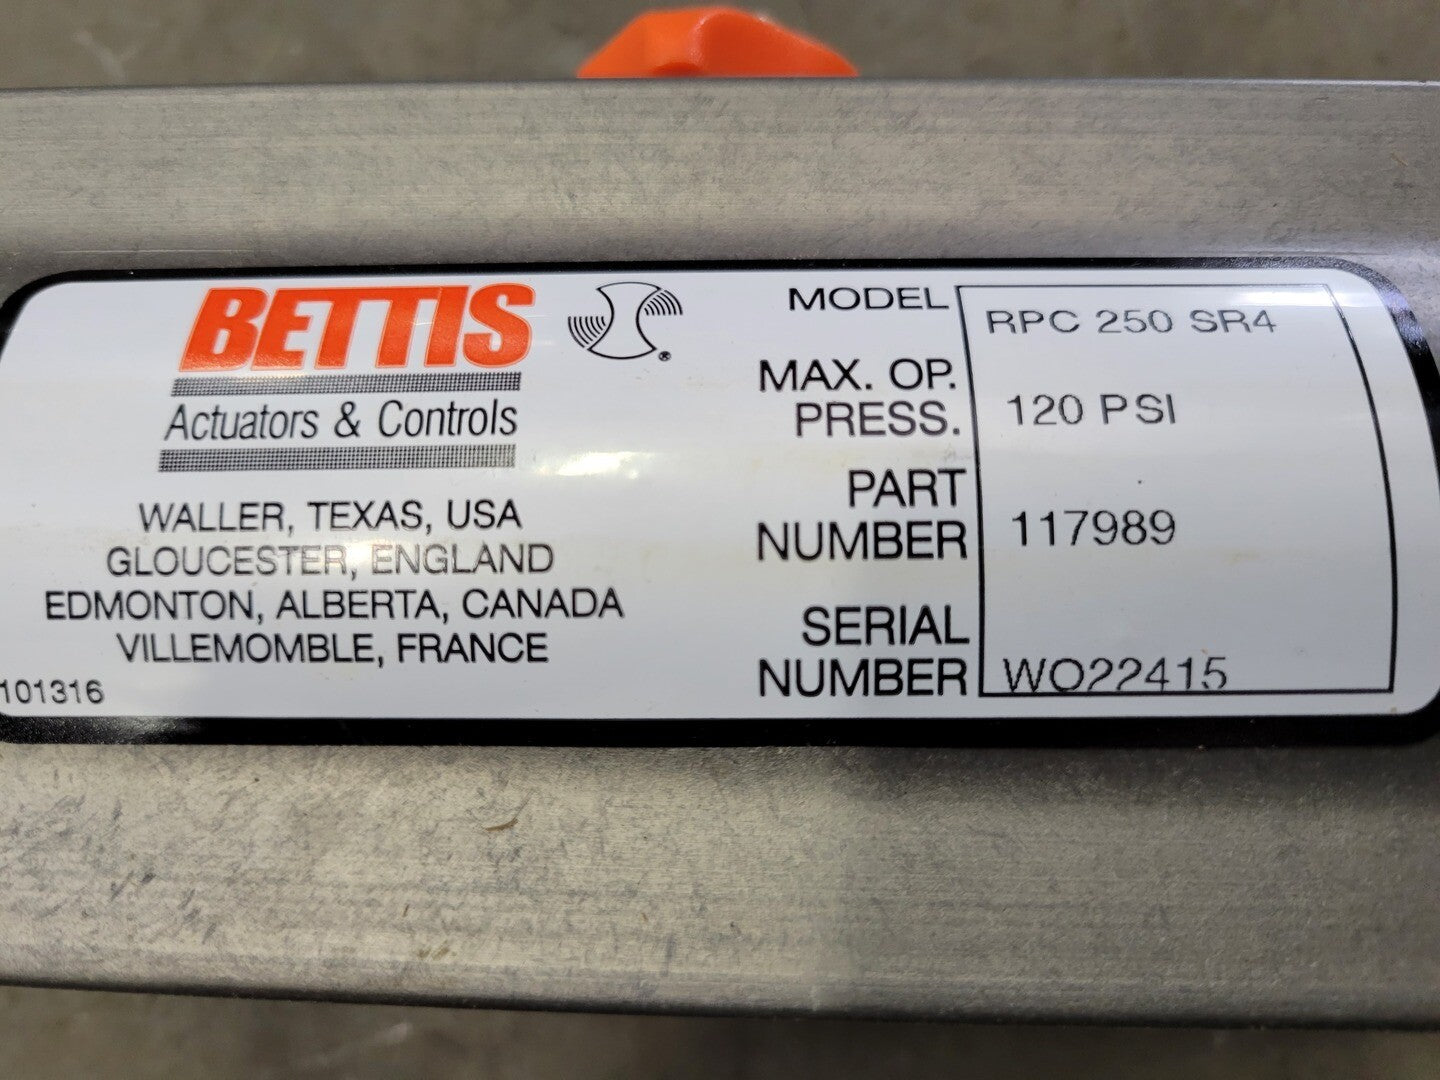 BETTIS
®
Actuators & Controls
WALLER, TEXAS, USA
GLOUCESTER, ENGLAND
EDMONTON, ALBERTA, CANADA
VILLEMOMBLE, FRANCE
101316
MODEL RPC 250 SR4
MAX. OP.
PRESS. 120 PSI
PART
NUMBER 117989
SERIAL
NUMBER WO22415